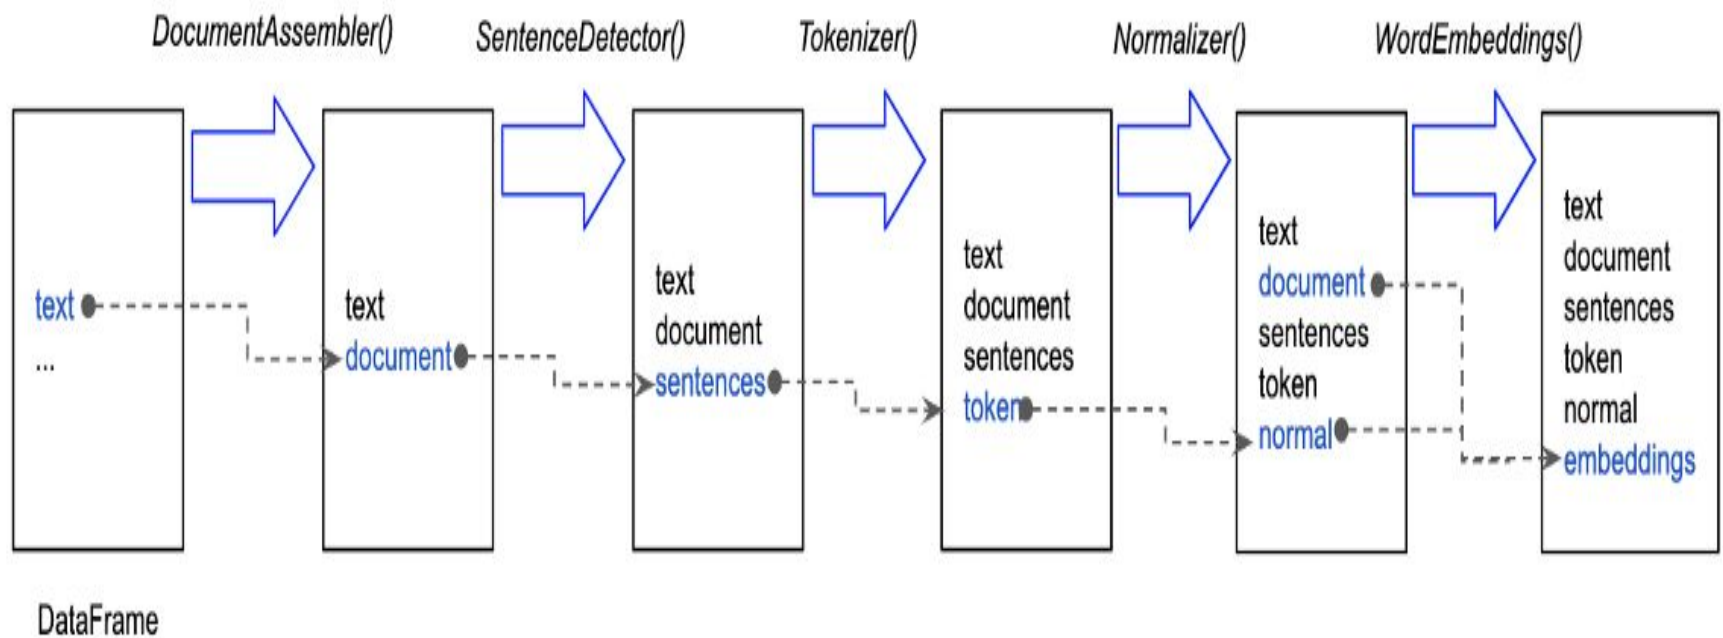 DocumentAssembler()
SentenceDetector()
Tokenizer()
Normalizer()
WordEmbeddings()
text
...
text
document
text
document
sentences
text
document
sentences
token
text
document
sentences
token
normal
text
document
sentences
token
normal
embeddings
DataFrame